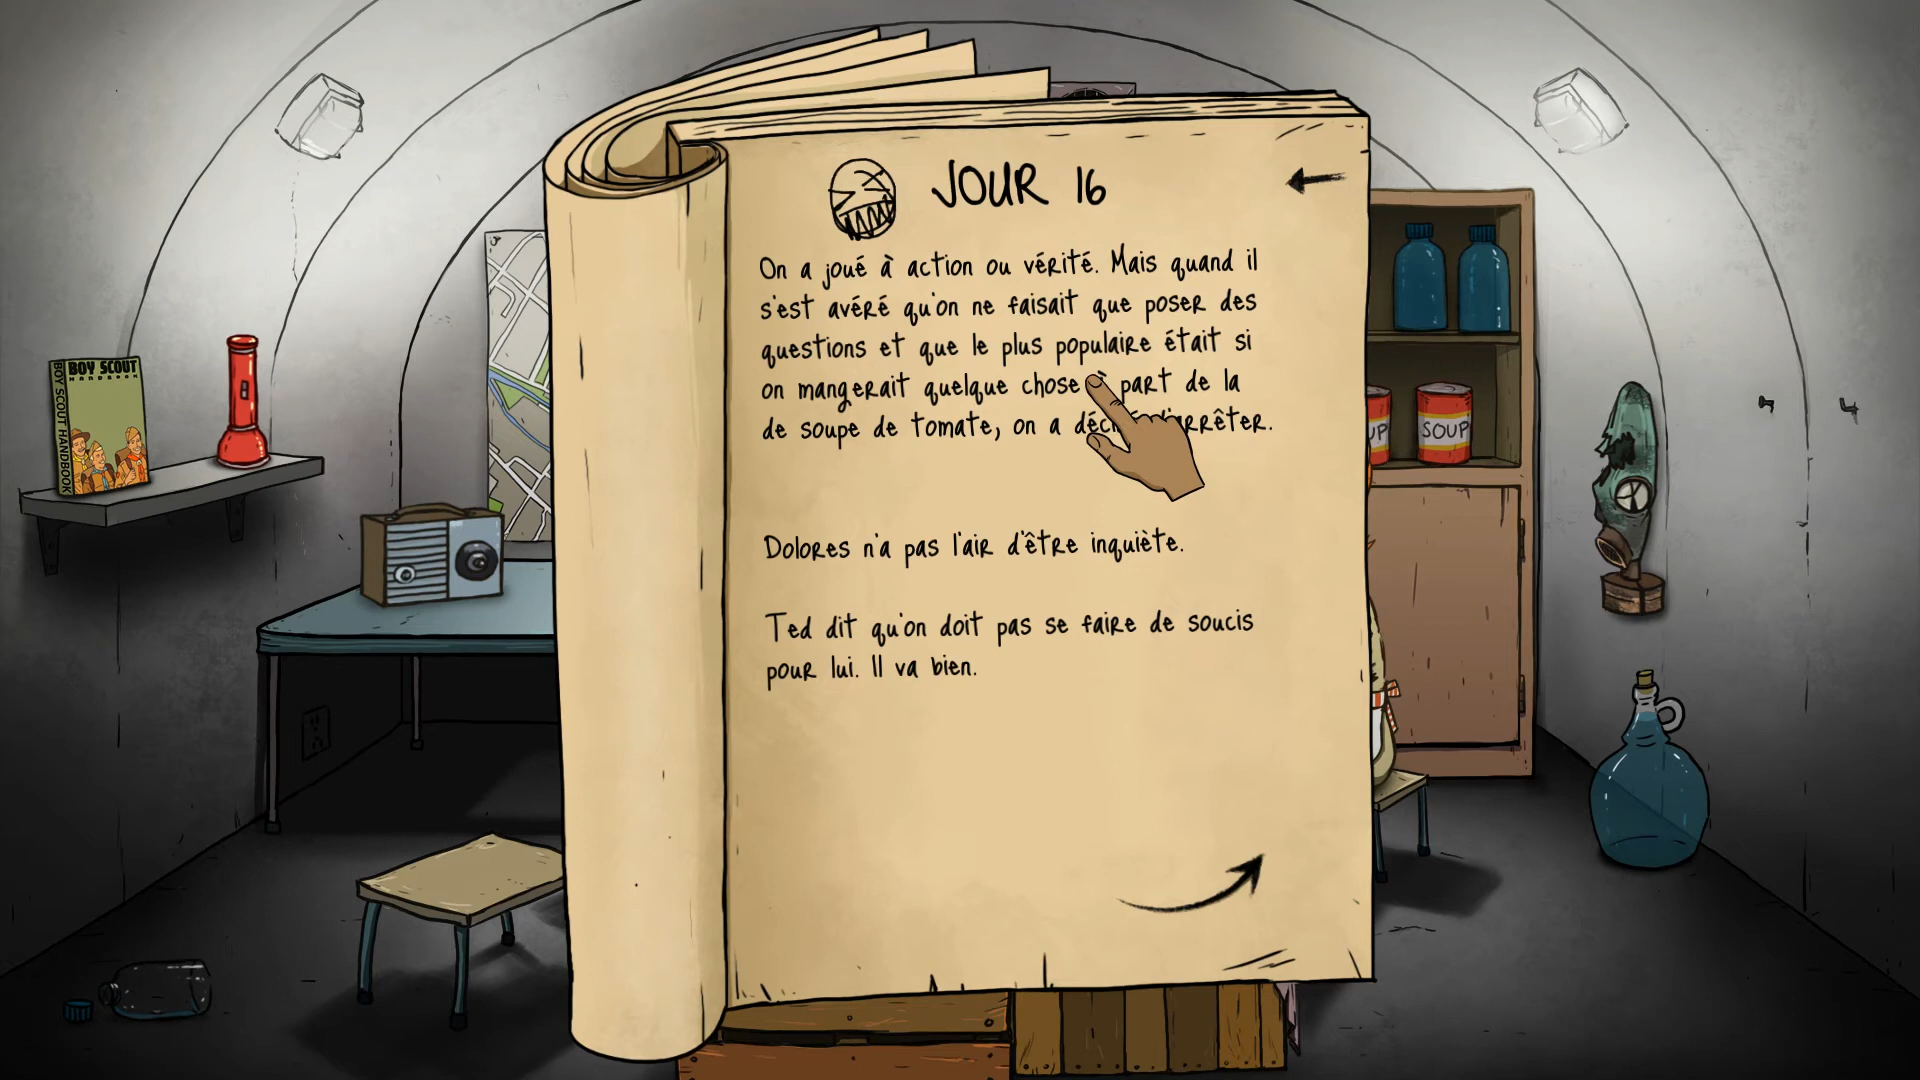 JOUR 16
On a joué à action ou vérité. Mais quand il
s'est avéré qu'on ne faisait que poser des
questions et que le plus populaire était si
on mangerait quelque chose part de la
de soupe de tomate, on a d'arrêter.
Dolores n'a pas l'air d'être inquiète.
Ted dit qu'on doit pas se faire de soucis
pour lui. Il va bien.
BOY SCOUT
HANDBOOK
BOY SCOUT HANDBOOK
SOUP